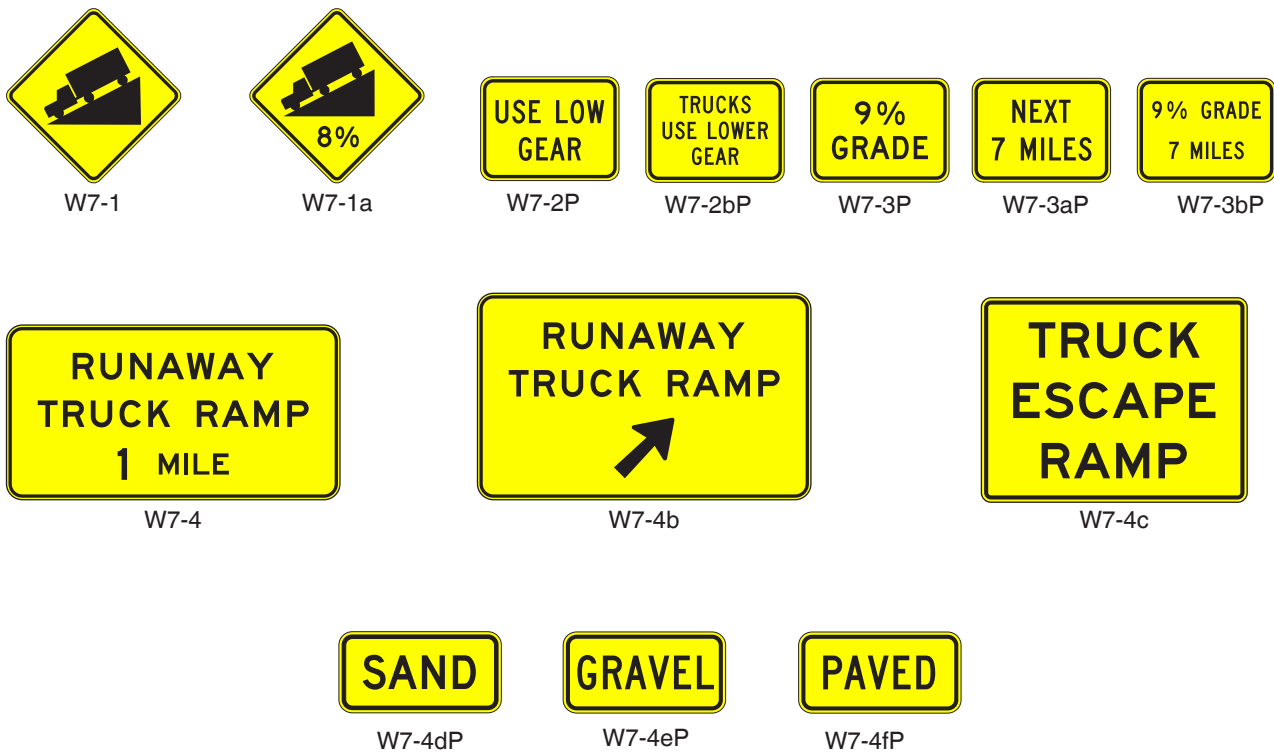 8%
USE LOW
GEAR
TRUCKS
USE LOWER
GEAR
9%
GRADE
NEXT
7 MILES
9% GRADE
7 MILES
W7-1
W7-1a
W7-2P
W7-2bP
W7-3P
W7-3aP
W7-3bP
RUNAWAY
TRUCK RAMP
1 MILE
W7-4
RUNAWAY
TRUCK RAMP
W7-4b
TRUCK
ESCAPE
RAMP
W7-4c
SAND
W7-4dP
GRAVEL
W7-4eP
PAVED
W7-4fP